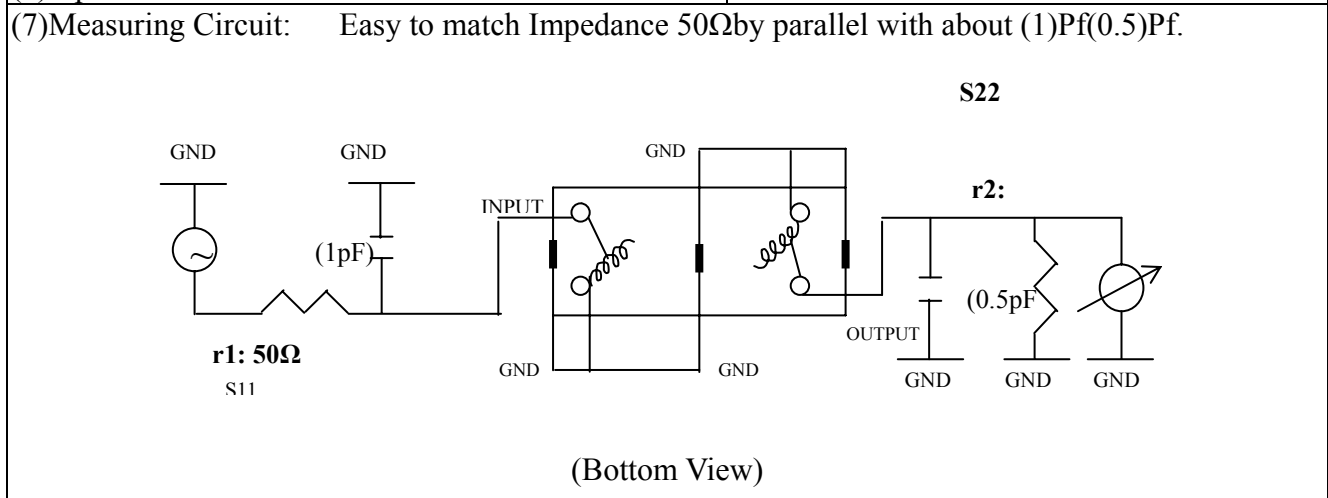 (7)Measuring Circuit: Easy to match Impedance 50Ωby parallel with about (1)Pf(0.5)Pf.
S22
GND GND GND
r2:
INPUT
(1pF)
(0.5pF
OUTPUT
r1: 50Ω
GND GND GND GND GND
S11
(Bottom View)